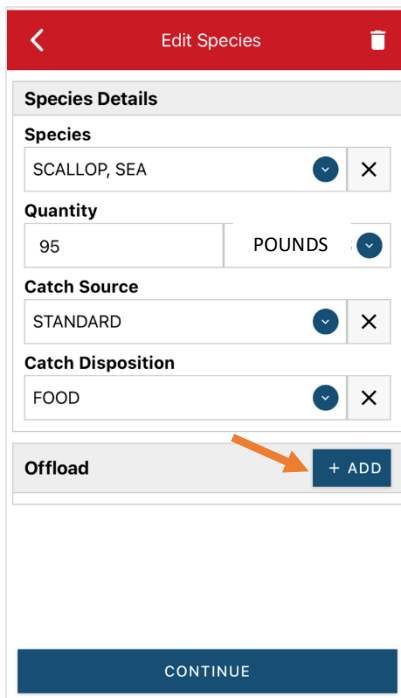 Edit Species
Species Details
Species
SCALLOP, SEA
Quantity
95 POUNDS
Catch Source
STANDARD
Catch Disposition
FOOD
Offload + ADD
CONTINUE